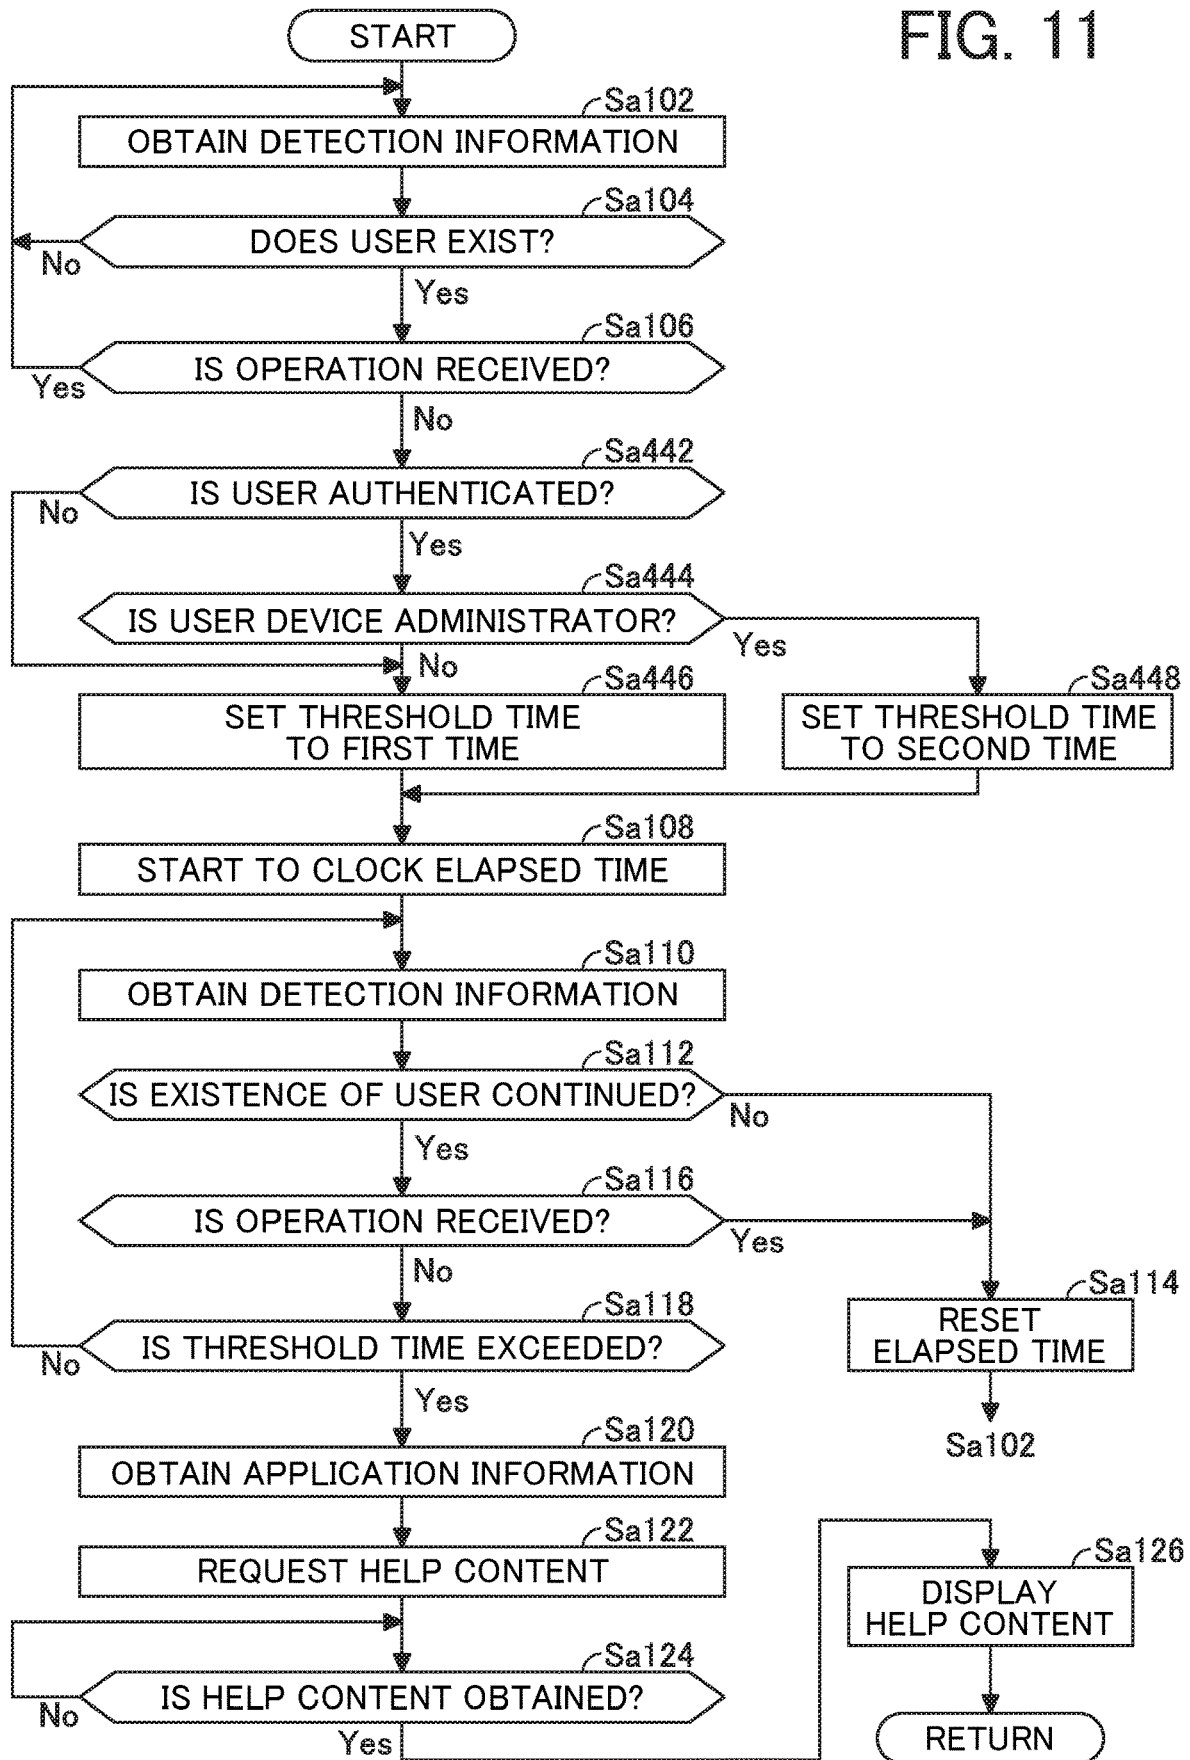 FIG. 11
START
Sa102
OBTAIN DETECTION INFORMATION
Sa104
DOES USER EXIST?
No
Yes
Sa106
IS OPERATION RECEIVED?
Yes
No
Sa442
IS USER AUTHENTICATED?
No
Yes
Sa444
IS USER DEVICE ADMINISTRATOR?
Yes
No
Sa446
SET THRESHOLD TIME
TO FIRST TIME
Sa448
SET THRESHOLD TIME
TO SECOND TIME
Sa108
START TO CLOCK ELAPSED TIME
Sa110
OBTAIN DETECTION INFORMATION
Sa112
IS EXISTENCE OF USER CONTINUED?
No
Yes
Sa116
IS OPERATION RECEIVED?
Yes
No
Sa114
RESET
ELAPSED TIME
Sa102
Sa118
IS THRESHOLD TIME EXCEEDED?
No
Yes
Sa120
OBTAIN APPLICATION INFORMATION
Sa122
REQUEST HELP CONTENT
Sa124
IS HELP CONTENT OBTAINED?
No
Yes
Sa126
DISPLAY
HELP CONTENT
RETURN